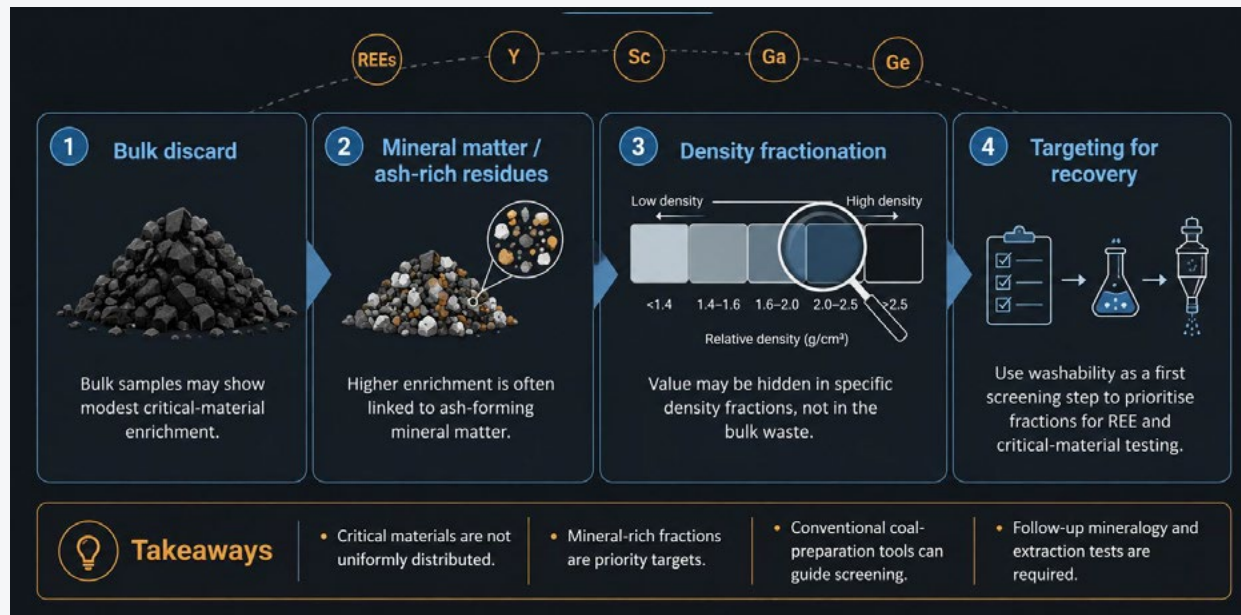 REEs
Y
Sc
Ga
Ge
1
Bulk discard
Bulk samples may show
modest critical-material
enrichment.
2
Mineral matter /
ash-rich residues
Higher enrichment is often
linked to ash-forming
mineral matter.
3
Density fractionation
Low density
High density
<1.4
1.4–1.6
1.6–2.0
2.0–2.5
>2.5
Relative density (g/cm³)
Value may be hidden in specific
density fractions, not in the
bulk waste.
4
Targeting for
recovery
Use washability as a first
screening step to prioritise
fractions for REE and
critical-material testing.
Takeaways
• Critical materials are not
uniformly distributed.
• Mineral-rich fractions
are priority targets.
• Conventional coal-
preparation tools can
guide screening.
• Follow-up mineralogy and
extraction tests are
required.